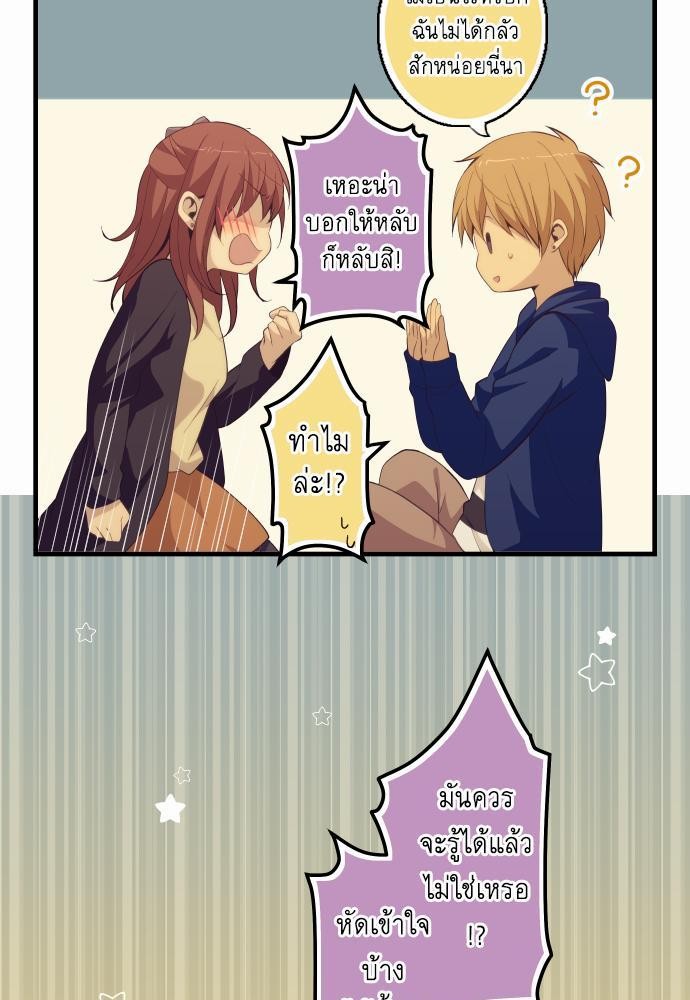 ฉันไม่ได้กลัว
สักหน่อยนี่นา
เหอะน่า
บอกให้หลับ
ก็หลับสิ!
ทำไม
ล่ะ!?
มันควร
จะรู้ได้แล้ว
ไม่ใช่เหรอ
!?
หัดเข้าใจ
บ้าง